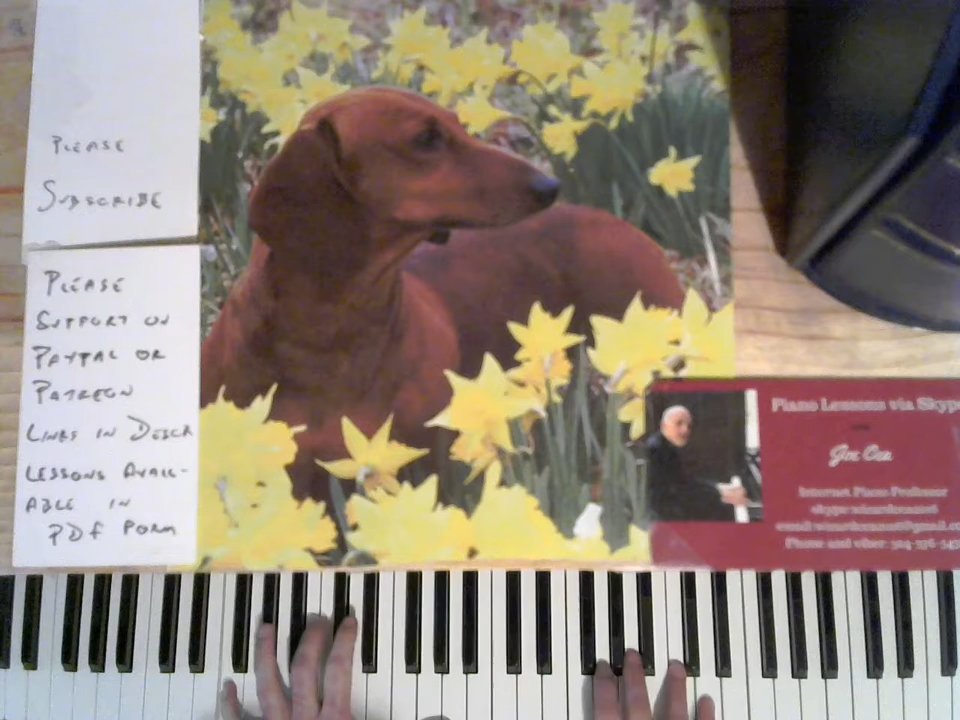 PLEASE
SUBSCRIBE
PLEASE
SUPPORT ON
PAYPAL OR
PATREON
LINKS IN DESCR
LESSONS AVAIL-
ABLE IN
PDF FORM
Piano Lessons via Skype
Internet Piano Professor